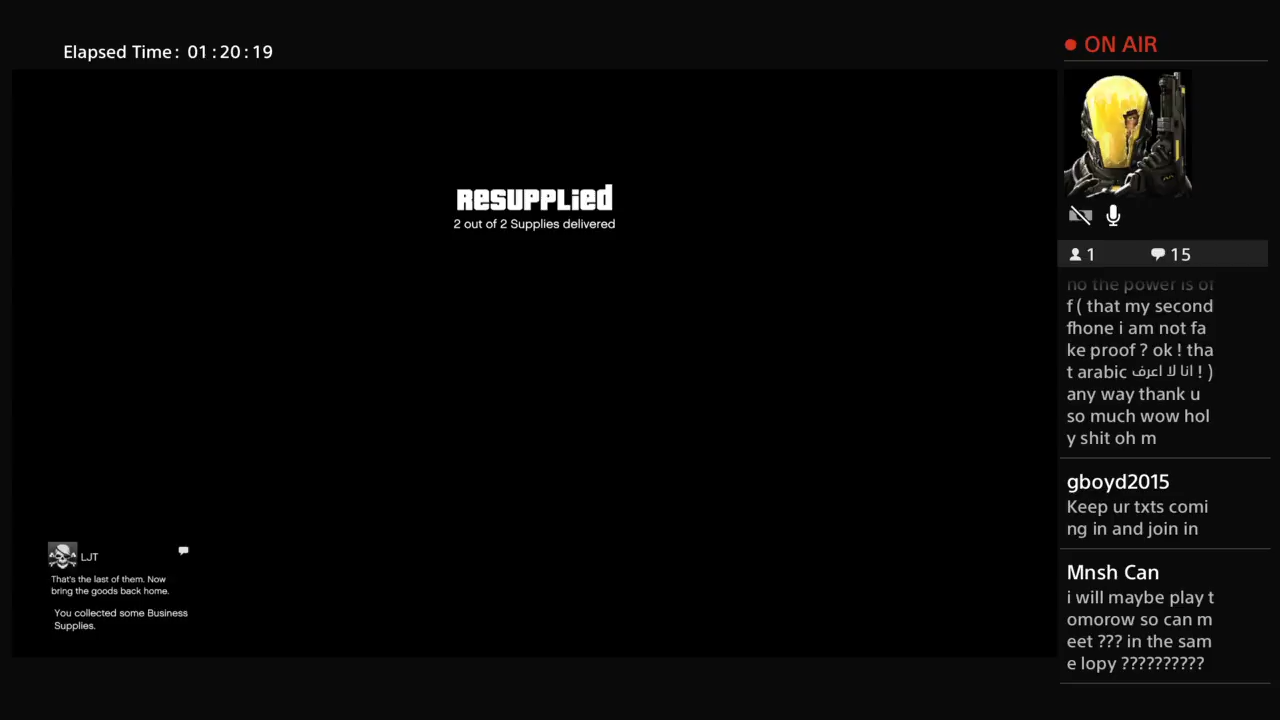 Elapsed Time: 01:20:19
ON AIR
RESUPPLIED
2 out of 2 Supplies delivered
1
15
no the power is of
f ( that my second
fhone i am not fa
ke proof ? ok ! tha
t arabic انا لا اعرف ! )
any way thank u
so much wow hol
y shit oh m
gboyd2015
Keep ur txts comi
ng in and join in
Mnsh Can
i will maybe play t
omorow so can m
eet ??? in the sam
e lopy ??????????
LJT
That's the last of them. Now
bring the goods back home.
You collected some Business
Supplies.